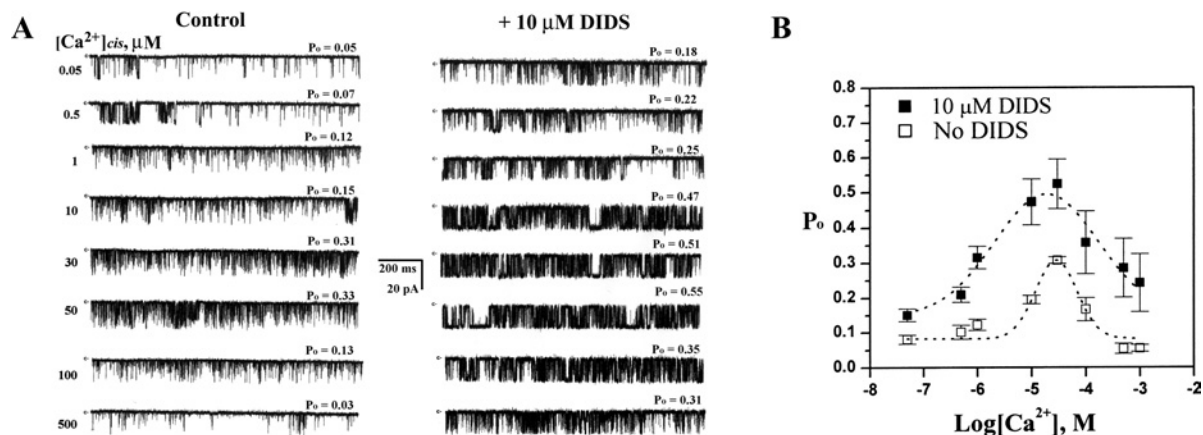 A
Control
+ 10 μM DIDS
[Ca²⁺]cis, μM
Po = 0.05
0.05
Po = 0.07
0.5
Po = 0.12
1
Po = 0.15
10
Po = 0.31
30
Po = 0.33
50
Po = 0.13
100
Po = 0.03
500
Po = 0.18
Po = 0.22
Po = 0.25
Po = 0.47
Po = 0.51
Po = 0.55
Po = 0.35
Po = 0.31
200 ms
20 pA
B
0.8
0.7
0.6
0.5
0.4
0.3
0.2
0.1
0.0
Po
10 μM DIDS
No DIDS
-8 -7 -6 -5 -4 -3 -2
Log[Ca²⁺], M